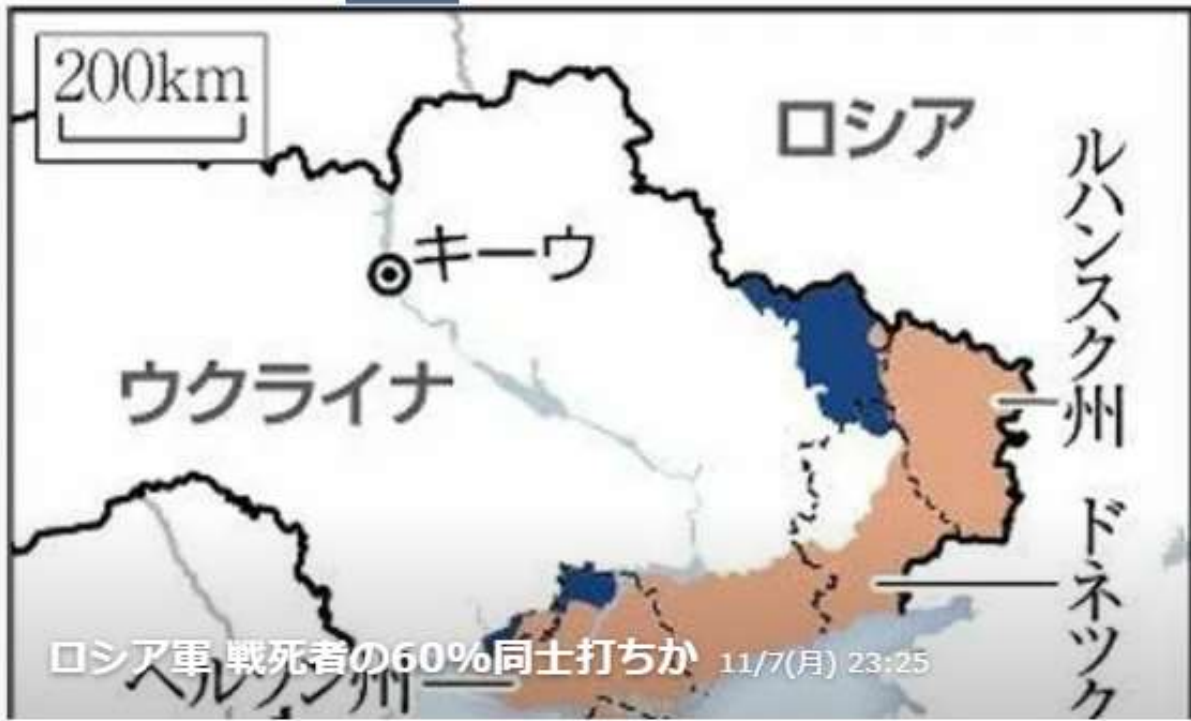 200km
ロシア
ルハンスク州
キーウ
ウクライナ
ドネツク
ロシア軍 戦死者の60%同士打ちか 11/7(月) 23:25
ヘルソン州